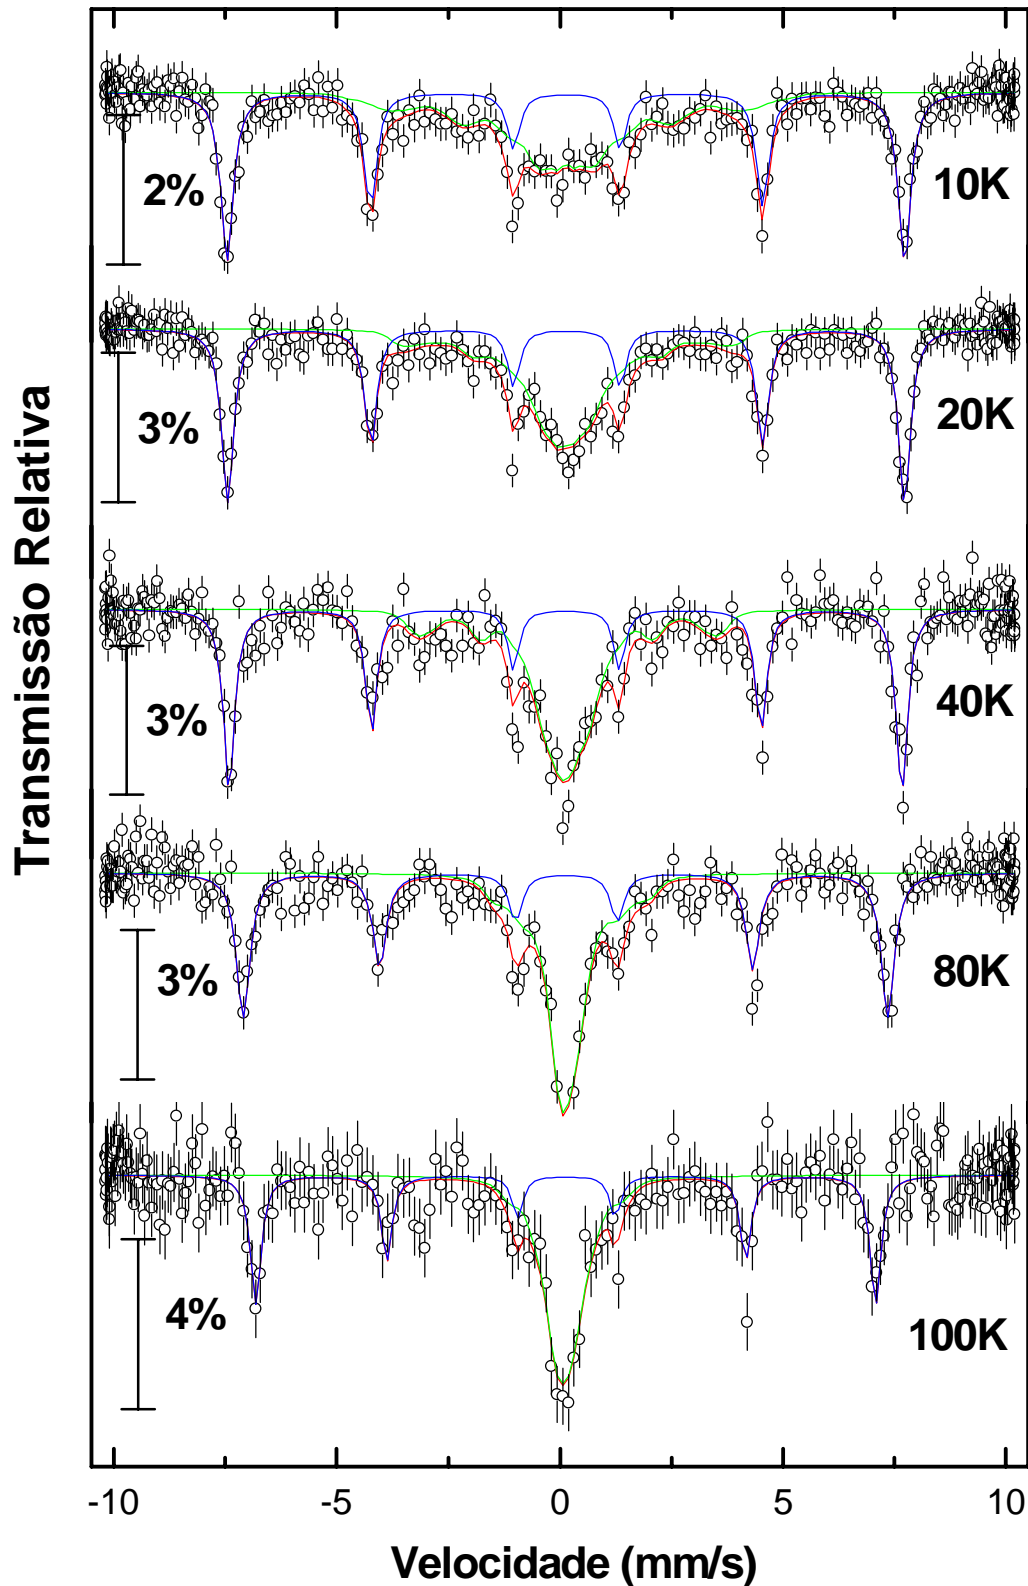 Transmissão Relativa
2%
10K
3%
20K
3%
40K
3%
80K
4%
100K
-10 -5 0 5 10
Velocidade (mm/s)